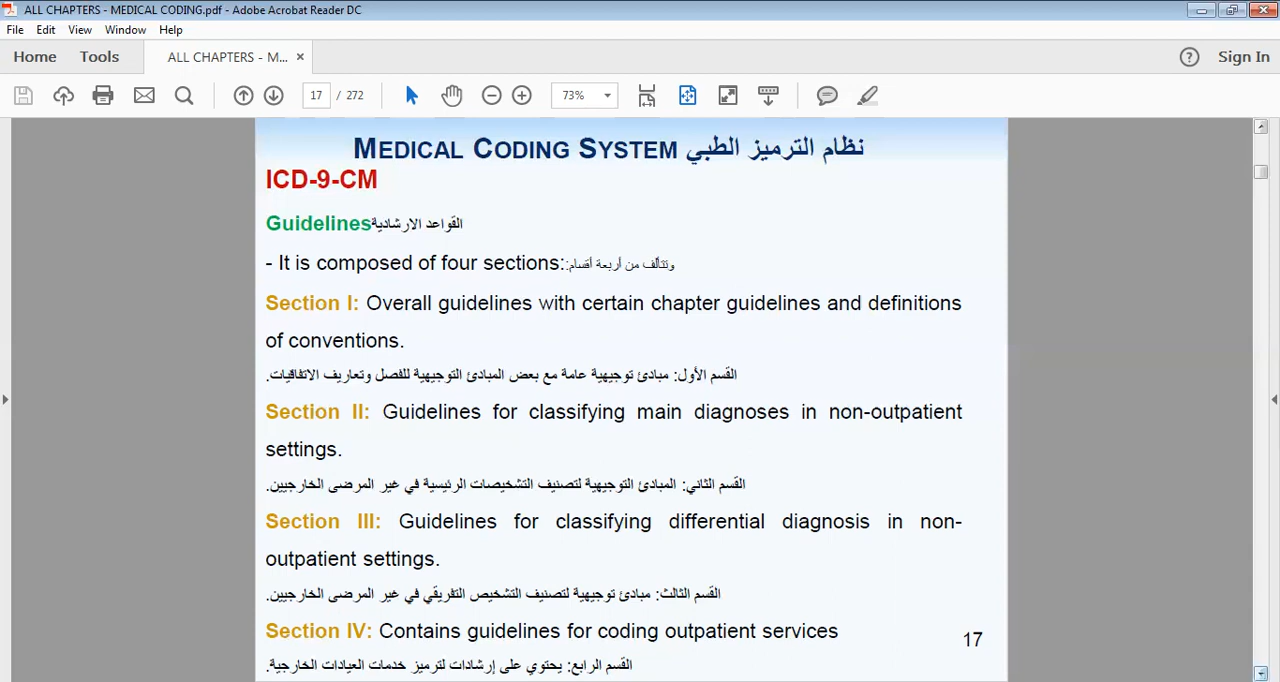 ALL CHAPTERS - MEDICAL CODING.pdf - Adobe Acrobat Reader DC
File Edit View Window Help
Home Tools ALL CHAPTERS - M... × ? Sign In
17 / 272 73%
MEDICAL CODING SYSTEM نظام الترميز الطبي
ICD-9-CM
Guidelines القواعد الارشادية
- It is composed of four sections: وتتألف من أربعة أقسام:
Section I: Overall guidelines with certain chapter guidelines and definitions
of conventions.
القسم الأول: مبادئ توجيهية عامة مع بعض المبادئ التوجيهية للفصل وتعاريف الاتفاقيات.
Section II: Guidelines for classifying main diagnoses in non-outpatient
settings.
القسم الثاني: المبادئ التوجيهية لتصنيف التشخيصات الرئيسية في غير المرضى الخارجيين.
Section III: Guidelines for classifying differential diagnosis in non-
outpatient settings.
القسم الثالث: مبادئ توجيهية لتصنيف التشخيص التفريقي في غير المرضى الخارجيين.
Section IV: Contains guidelines for coding outpatient services
17
القسم الرابع: يحتوي على إرشادات لترميز خدمات العيادات الخارجية.